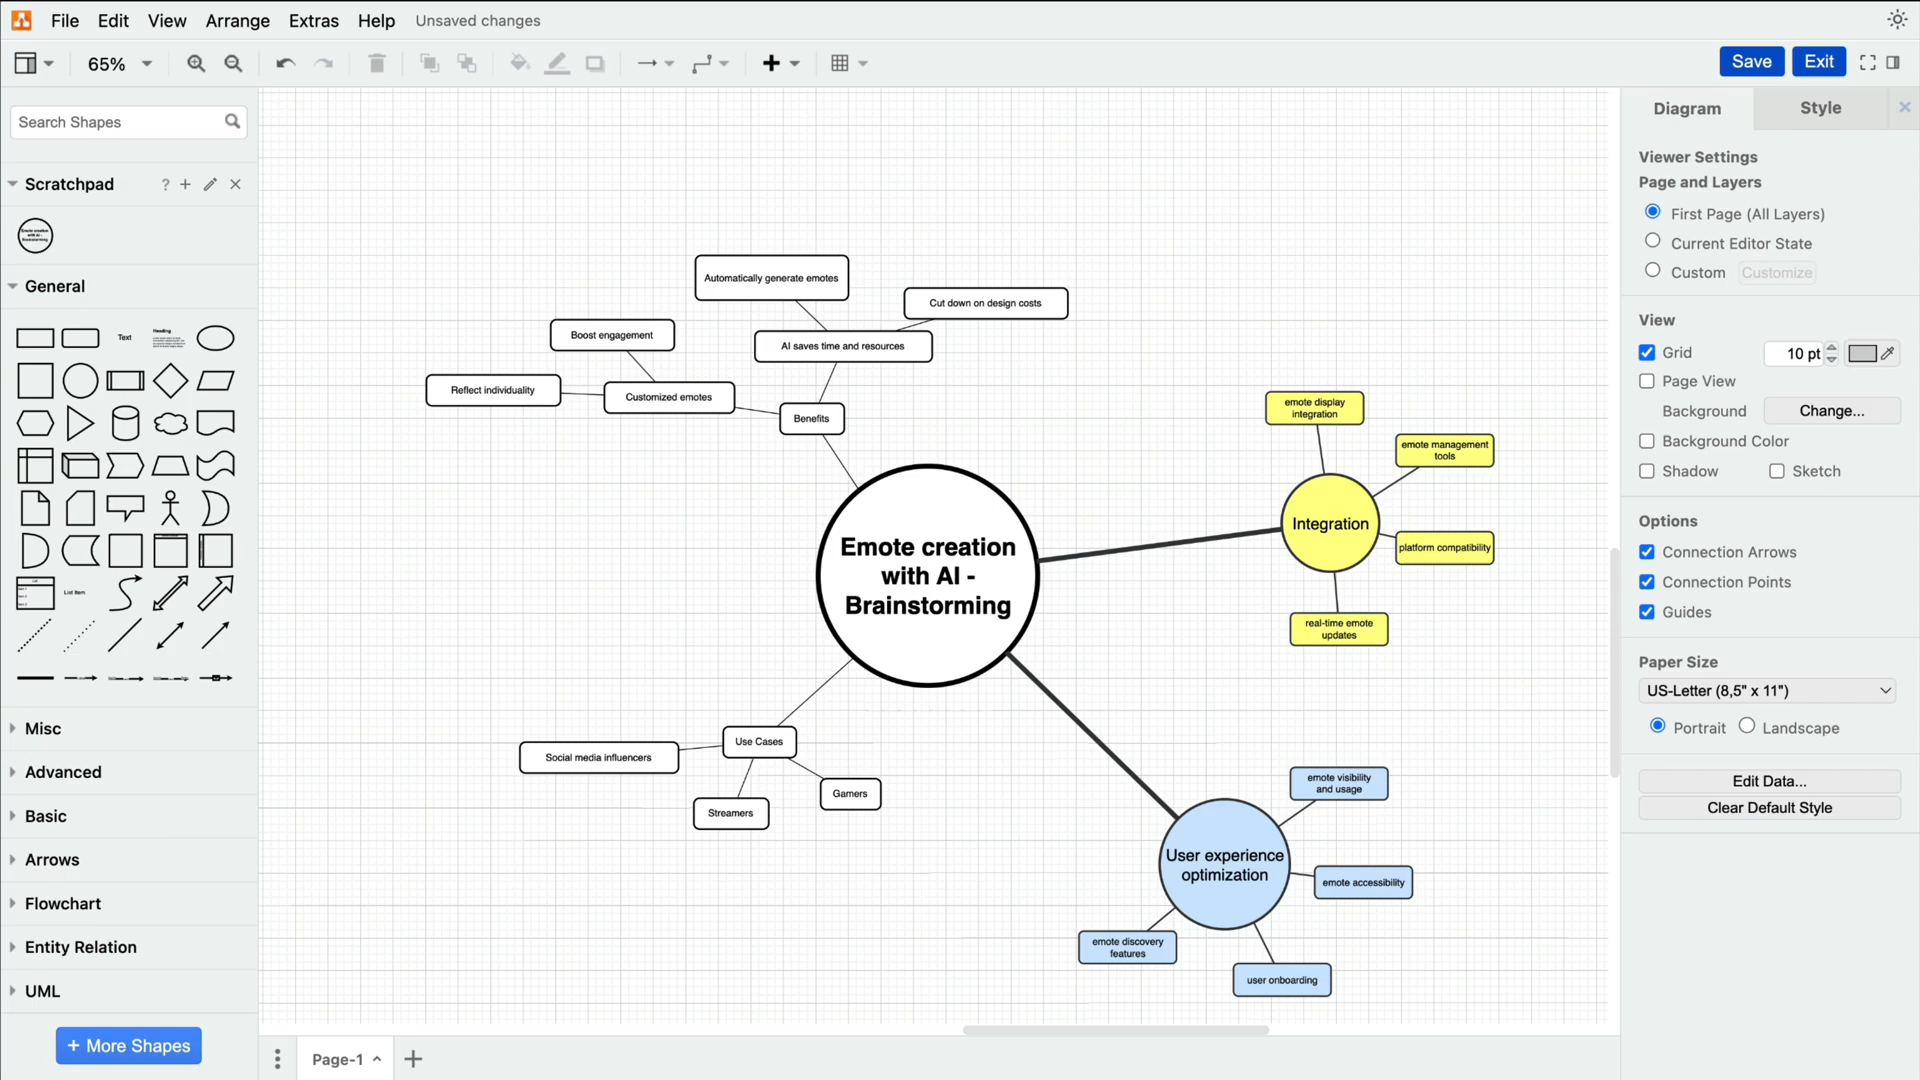 File Edit View Arrange Extras Help Unsaved changes
65%
Save Exit
Search Shapes
Scratchpad ?
Emote creation
with AI -
Brainstorming
General
Text
Heading
List
List Item
Misc
Advanced
Basic
Arrows
Flowchart
Entity Relation
UML
+ More Shapes
Automatically generate emotes
Cut down on design costs
Boost engagement
AI saves time and resources
Reflect individuality
Customized emotes
Benefits
Emote creation
with AI -
Brainstorming
emote display
integration
emote management
tools
Integration
platform compatibility
real-time emote
updates
Use Cases
Social media influencers
Gamers
Streamers
emote visibility
and usage
User experience
optimization
emote accessibility
emote discovery
features
user onboarding
Page-1
Diagram Style
Viewer Settings
Page and Layers
First Page (All Layers)
Current Editor State
Custom Customize
View
Grid 10 pt
Page View
Background Change...
Background Color
Shadow Sketch
Options
Connection Arrows
Connection Points
Guides
Paper Size
US-Letter (8,5" x 11")
Portrait Landscape
Edit Data...
Clear Default Style